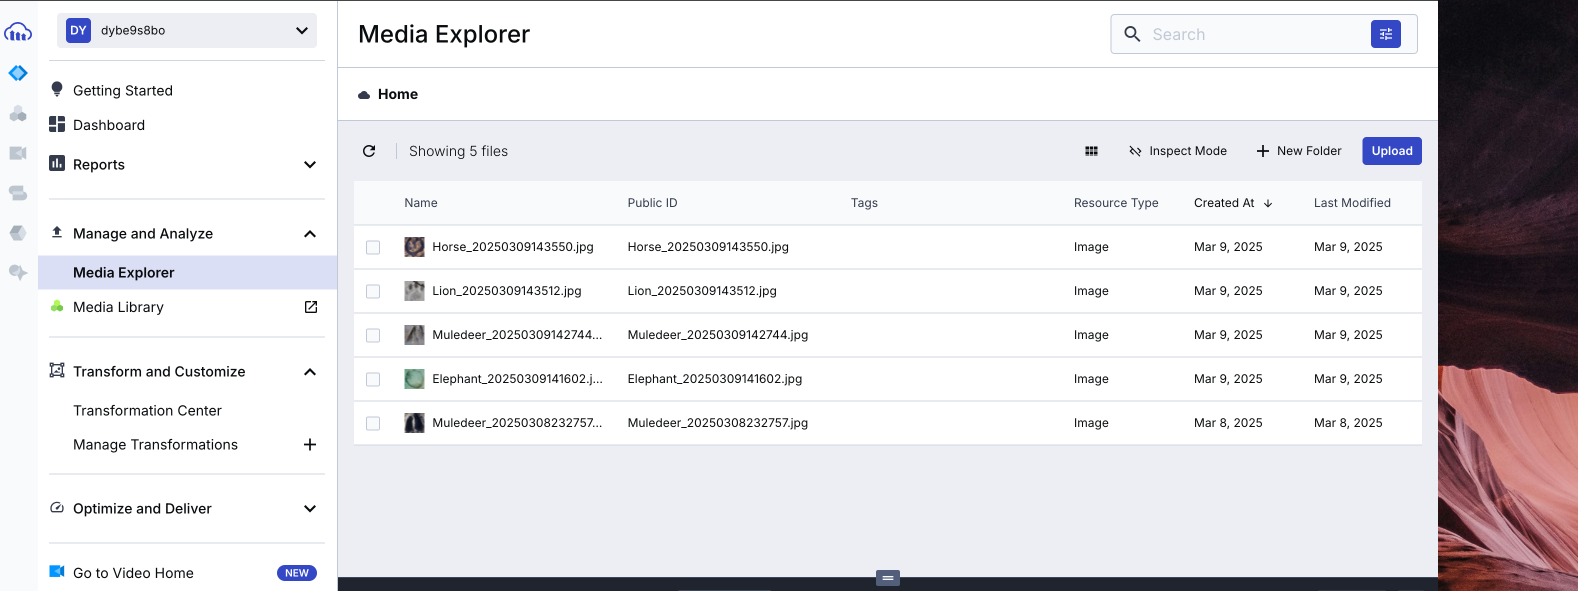 DY dybe9s8bo
Getting Started
Dashboard
Reports
Manage and Analyze
Media Explorer
Media Library
Transform and Customize
Transformation Center
Manage Transformations
Optimize and Deliver
Go to Video Home NEW
Media Explorer
Search
Home
Showing 5 files Inspect Mode New Folder Upload
Name Public ID Tags Resource Type Created At Last Modified
Horse_20250309143550.jpg Horse_20250309143550.jpg Image Mar 9, 2025 Mar 9, 2025
Lion_20250309143512.jpg Lion_20250309143512.jpg Image Mar 9, 2025 Mar 9, 2025
Muledeer_20250309142744... Muledeer_20250309142744.jpg Image Mar 9, 2025 Mar 9, 2025
Elephant_20250309141602.j... Elephant_20250309141602.jpg Image Mar 9, 2025 Mar 9, 2025
Muledeer_20250308232757... Muledeer_20250308232757.jpg Image Mar 8, 2025 Mar 8, 2025